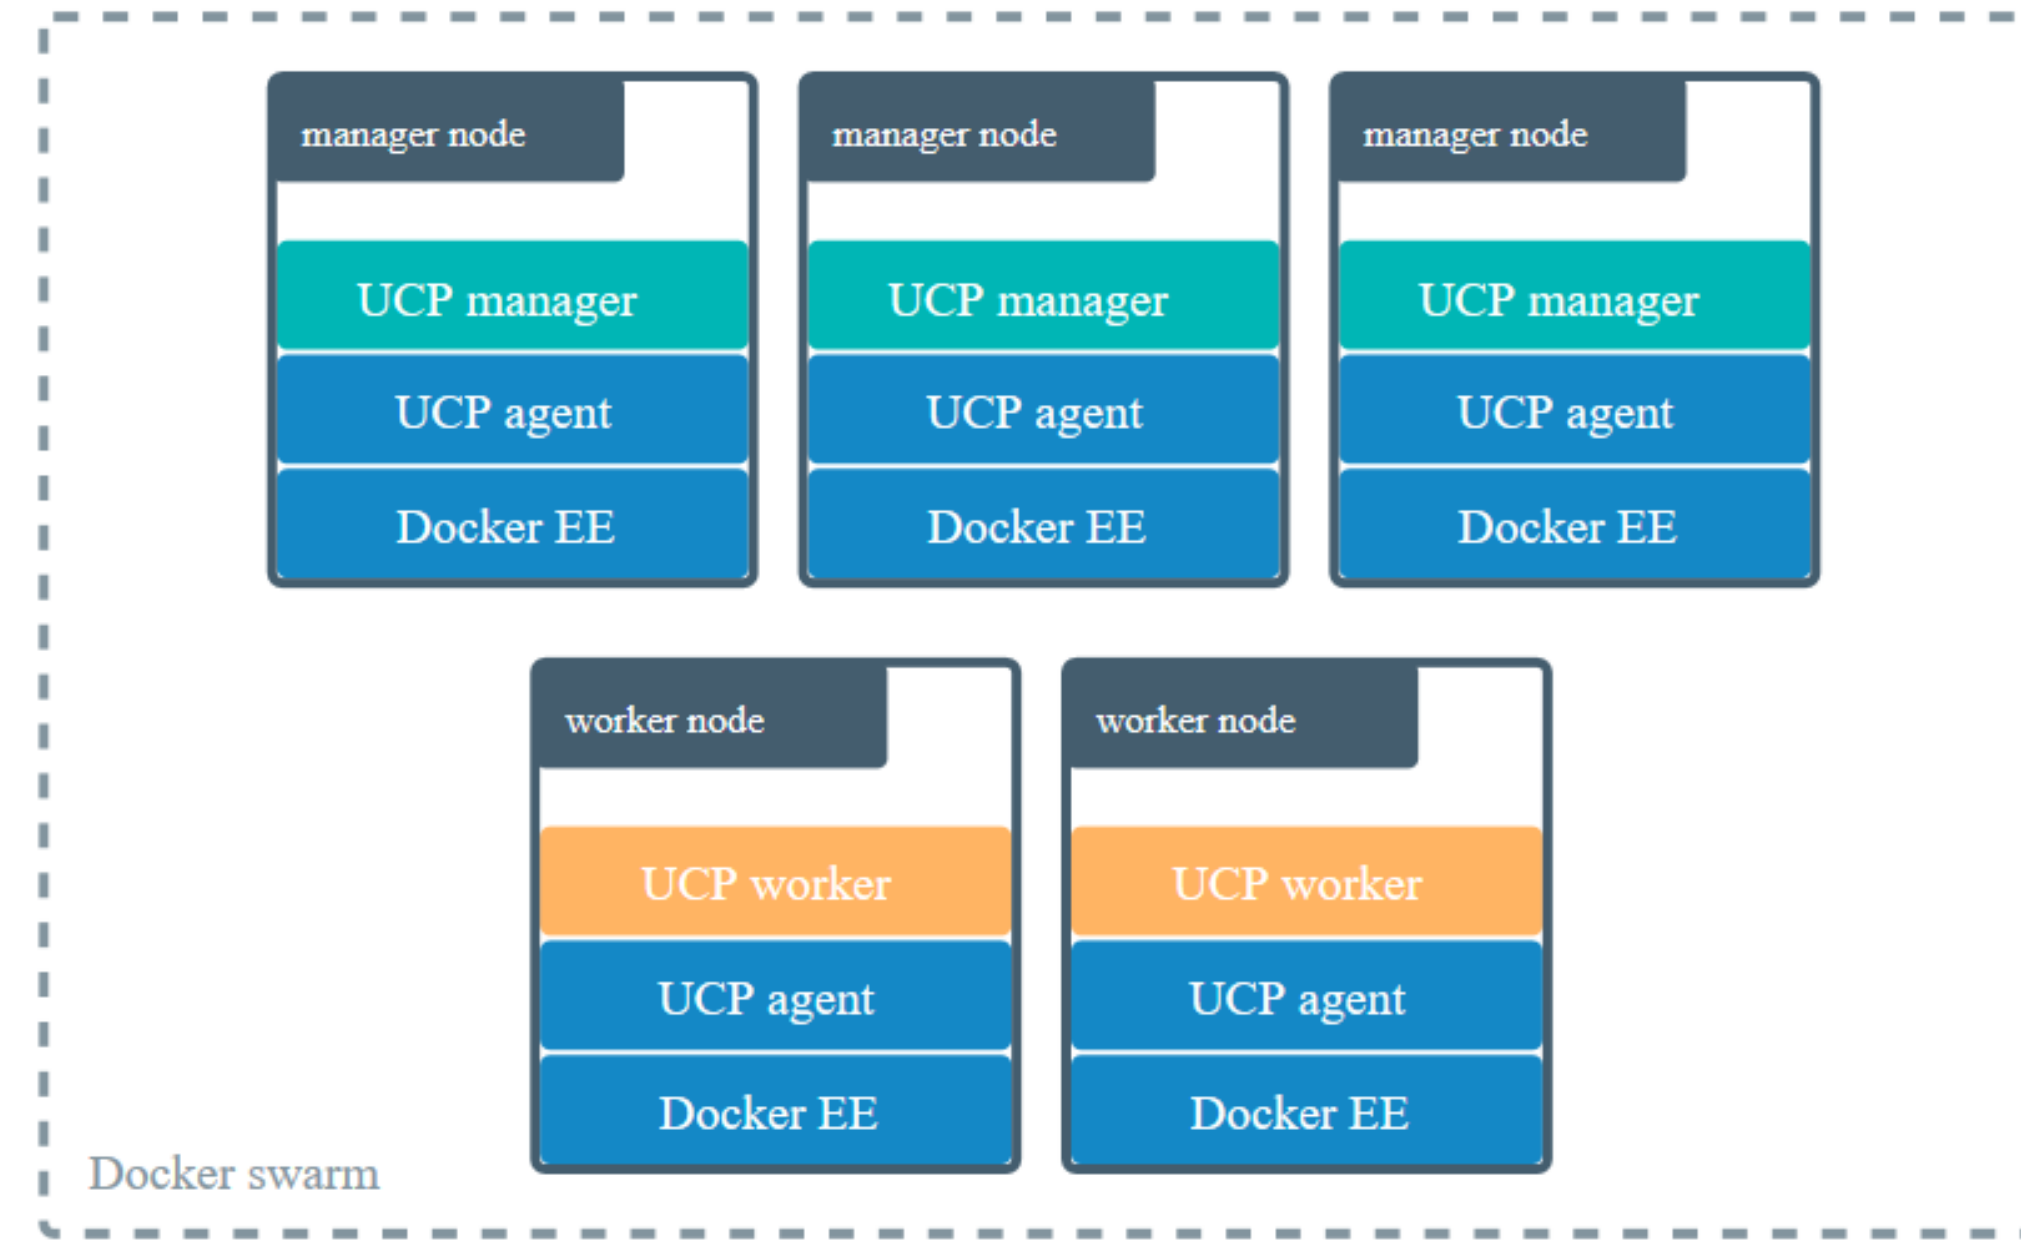 manager node
manager node
manager node
UCP manager
UCP manager
UCP manager
UCP agent
UCP agent
UCP agent
Docker EE
Docker EE
Docker EE
worker node
worker node
UCP worker
UCP worker
UCP agent
UCP agent
Docker EE
Docker EE
Docker swarm